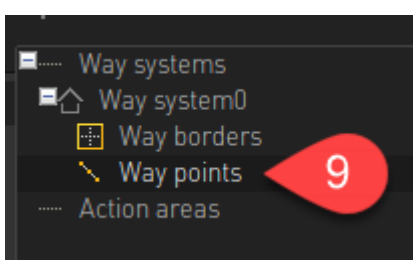 Way systems
Way system0
Way borders
Way points
9
Action areas